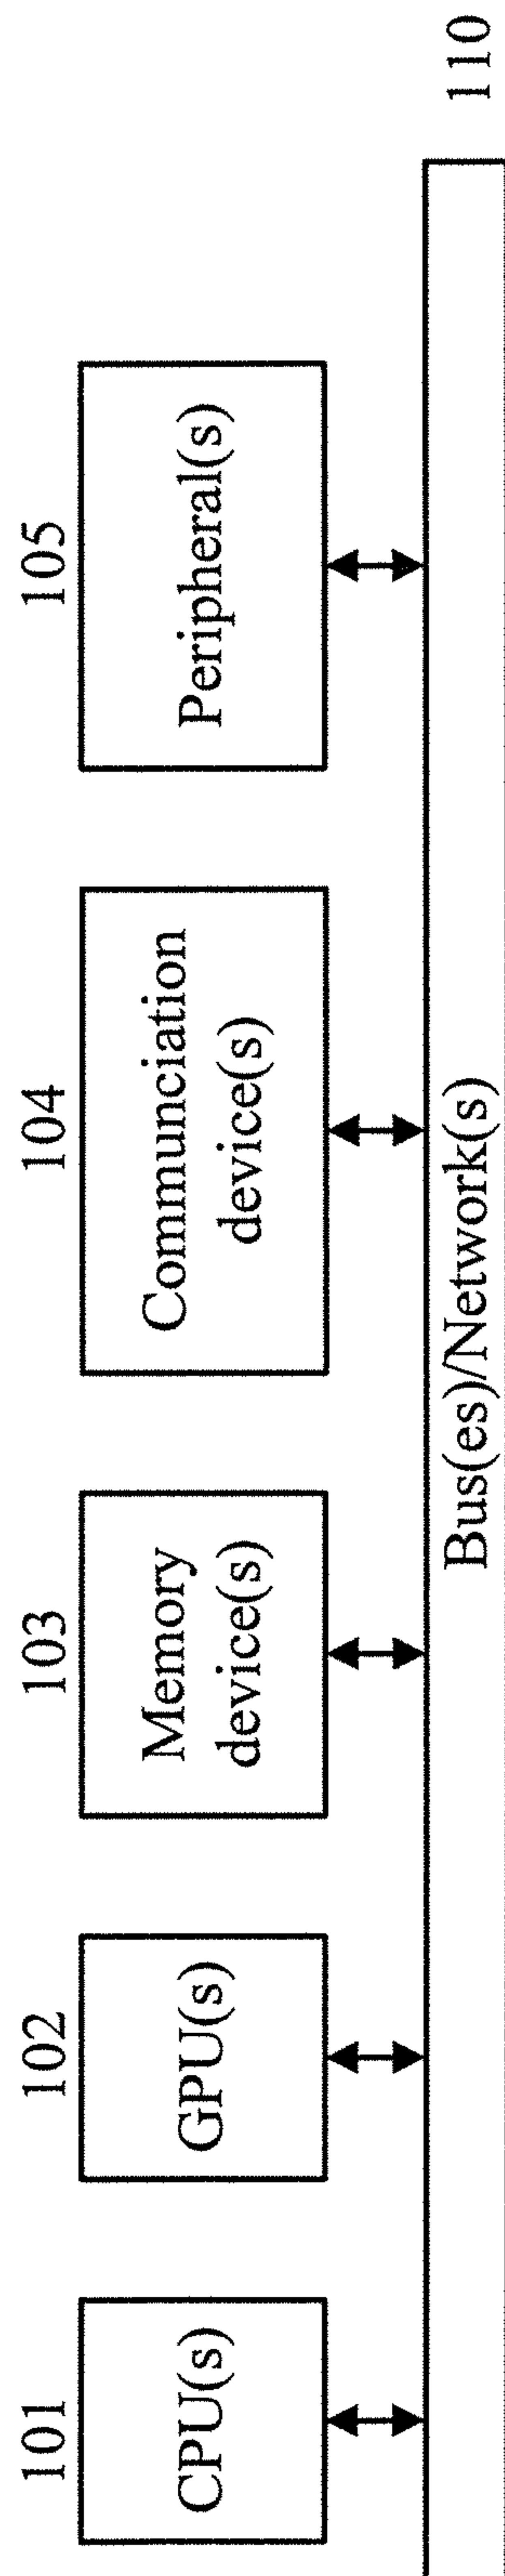 101
CPU(s)
102
GPU(s)
103
Memory
device(s)
104
Communciation
device(s)
105
Peripheral(s)
Bus(es)/Network(s)
110